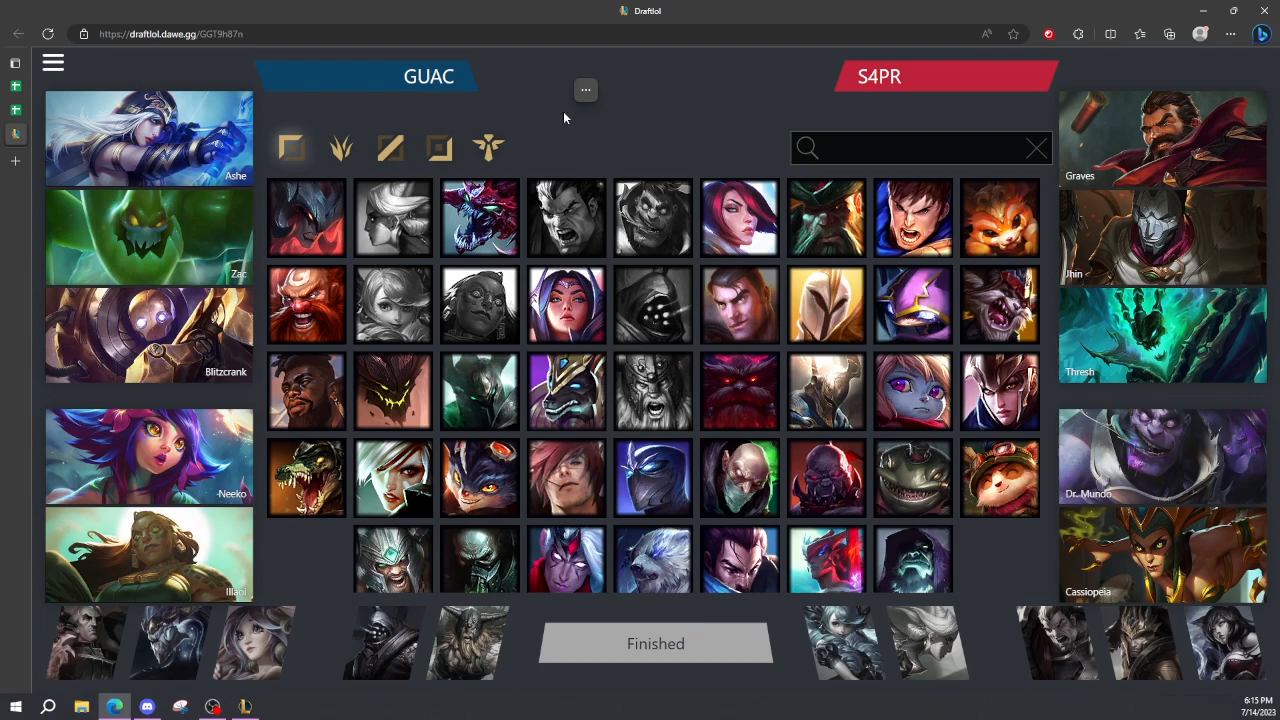 Draftlol
https://draftlol.dawe.gg/GGT9h87n
GUAC
S4PR
Ashe
Zac
Blitzcrank
Neeko
Illaoi
Graves
Jhin
Thresh
Dr. Mundo
Cassiopeia
Finished
6:15 PM
7/14/2023